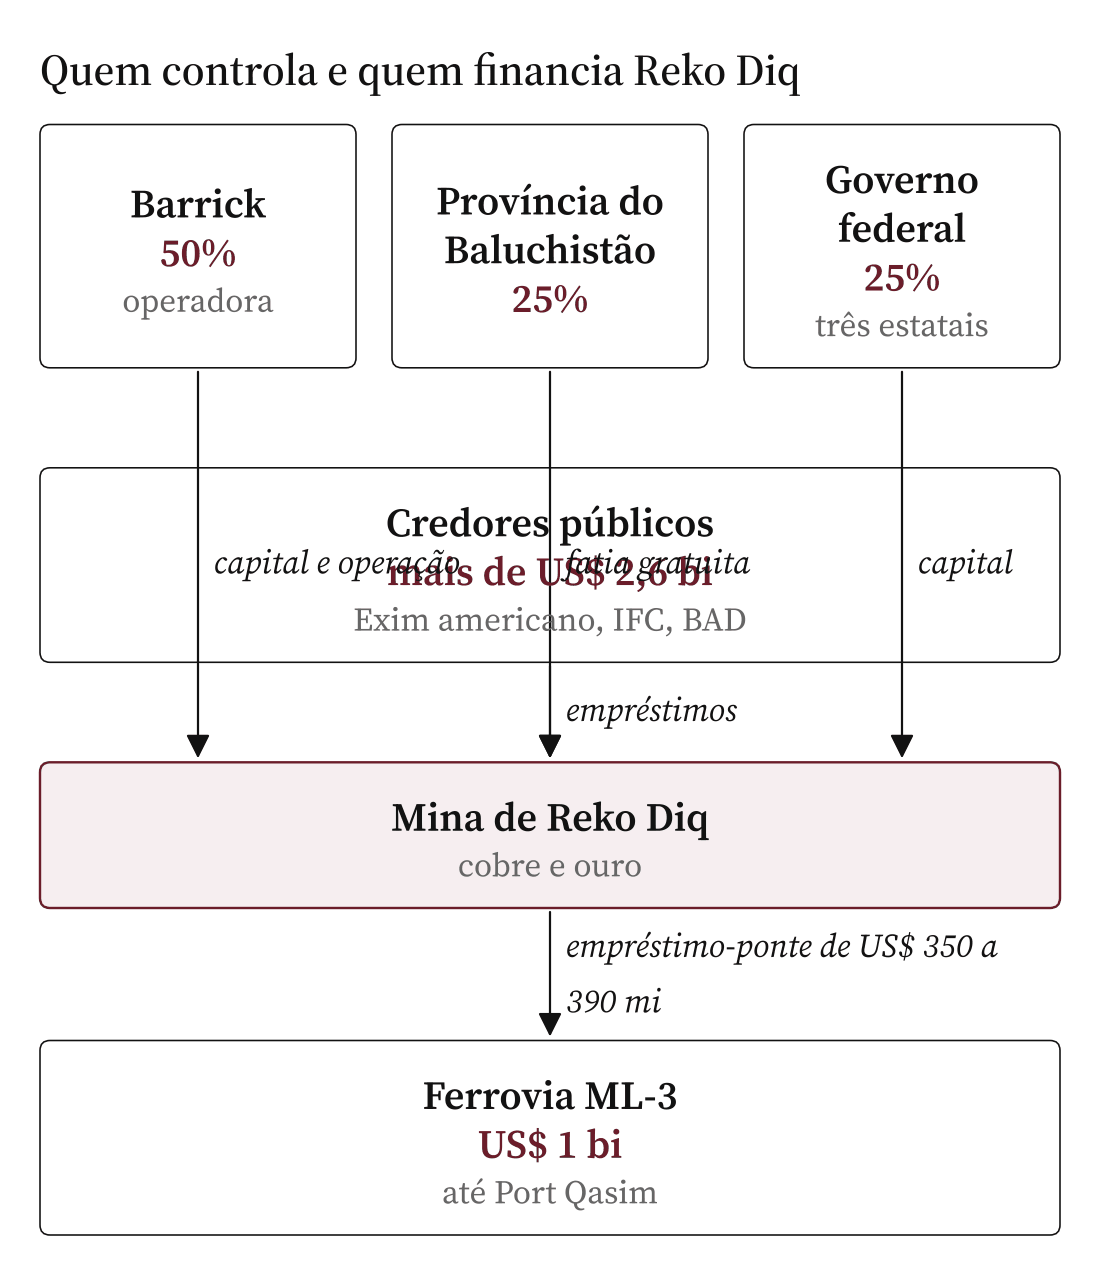 Quem controla e quem financia Reko Diq
Barrick
50%
operadora
Província do
Baluchistão
25%
Governo
federal
25%
três estatais
Credores públicos
capital e operação
mais de US$ 2,6 bi
fatia gratuita
capital
Exim americano, IFC, BAD
empréstimos
Mina de Reko Diq
cobre e ouro
empréstimo-ponte de US$ 350 a
390 mi
Ferrovia ML-3
US$ 1 bi
até Port Qasim